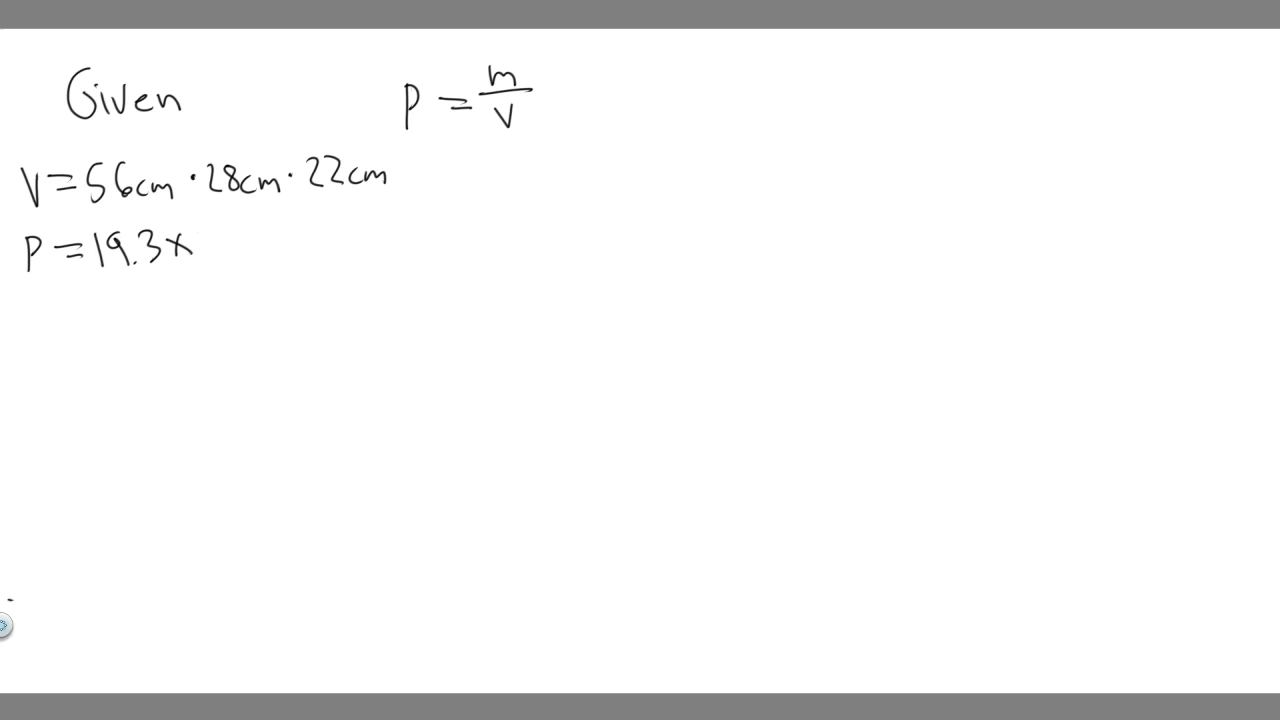 Given
P = m/V
V = 56cm · 28cm · 22cm
P = 19.3x